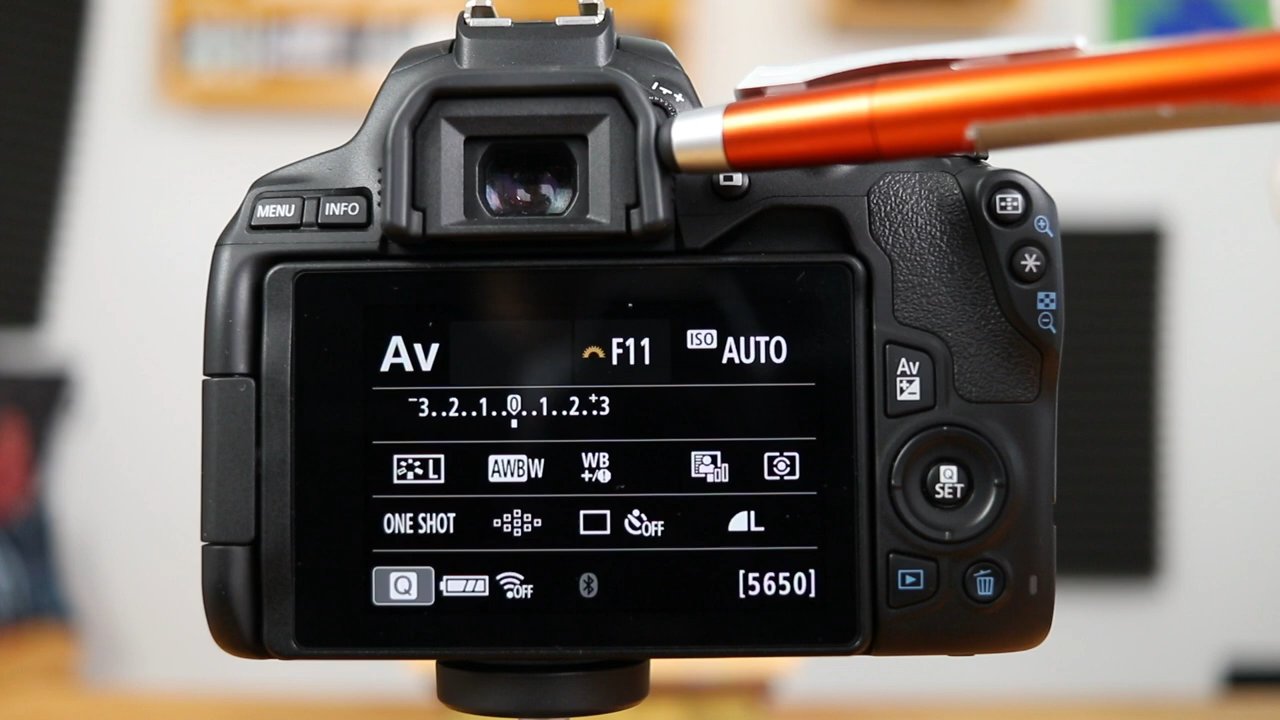 MENU INFO
Av F11 ISO AUTO
-3..2..1..0..1..2..+3
L AWB W WB +/-
ONE SHOT OFF L
Q OFF [5650]
Av
Q
SET